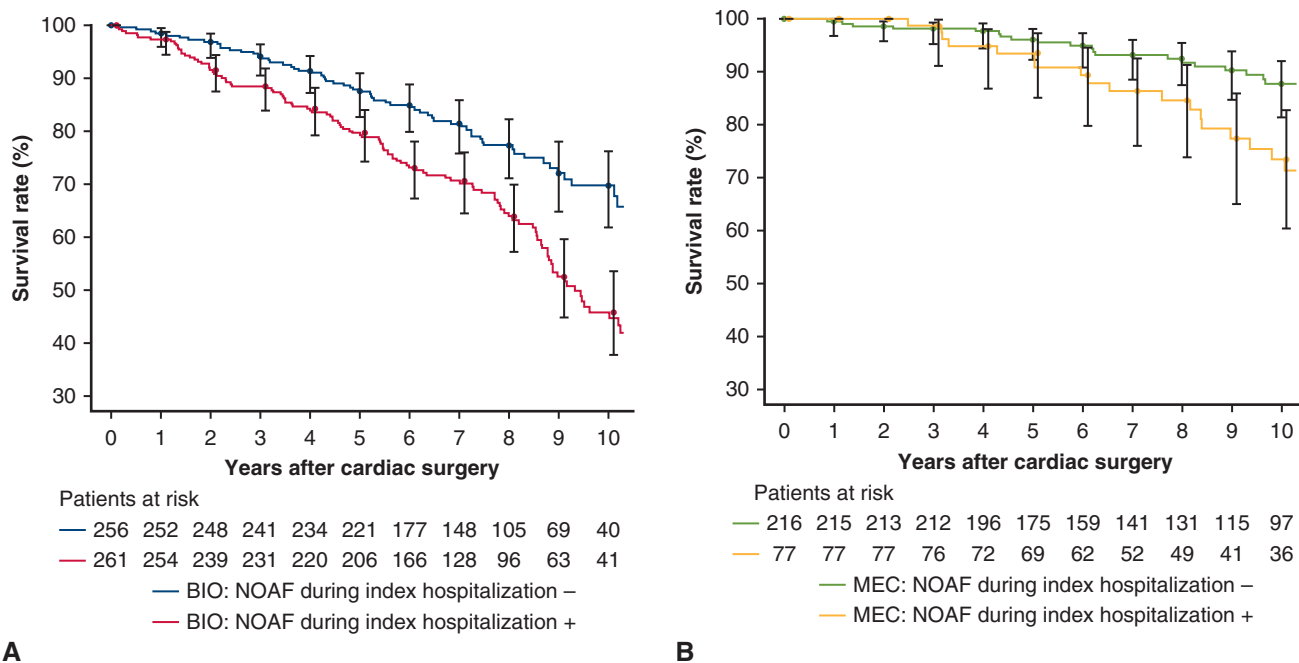 100
90
80
70
60
50
40
30
Survival rate (%)
0 1 2 3 4 5 6 7 8 9 10
Years after cardiac surgery
Patients at risk
256 252 248 241 234 221 177 148 105 69 40
261 254 239 231 220 206 166 128 96 63 41
BIO: NOAF during index hospitalization –
BIO: NOAF during index hospitalization +
A
100
90
80
70
60
50
40
30
Survival rate (%)
0 1 2 3 4 5 6 7 8 9 10
Years after cardiac surgery
Patients at risk
216 215 213 212 196 175 159 141 131 115 97
77 77 77 76 72 69 62 52 49 41 36
MEC: NOAF during index hospitalization –
MEC: NOAF during index hospitalization +
B